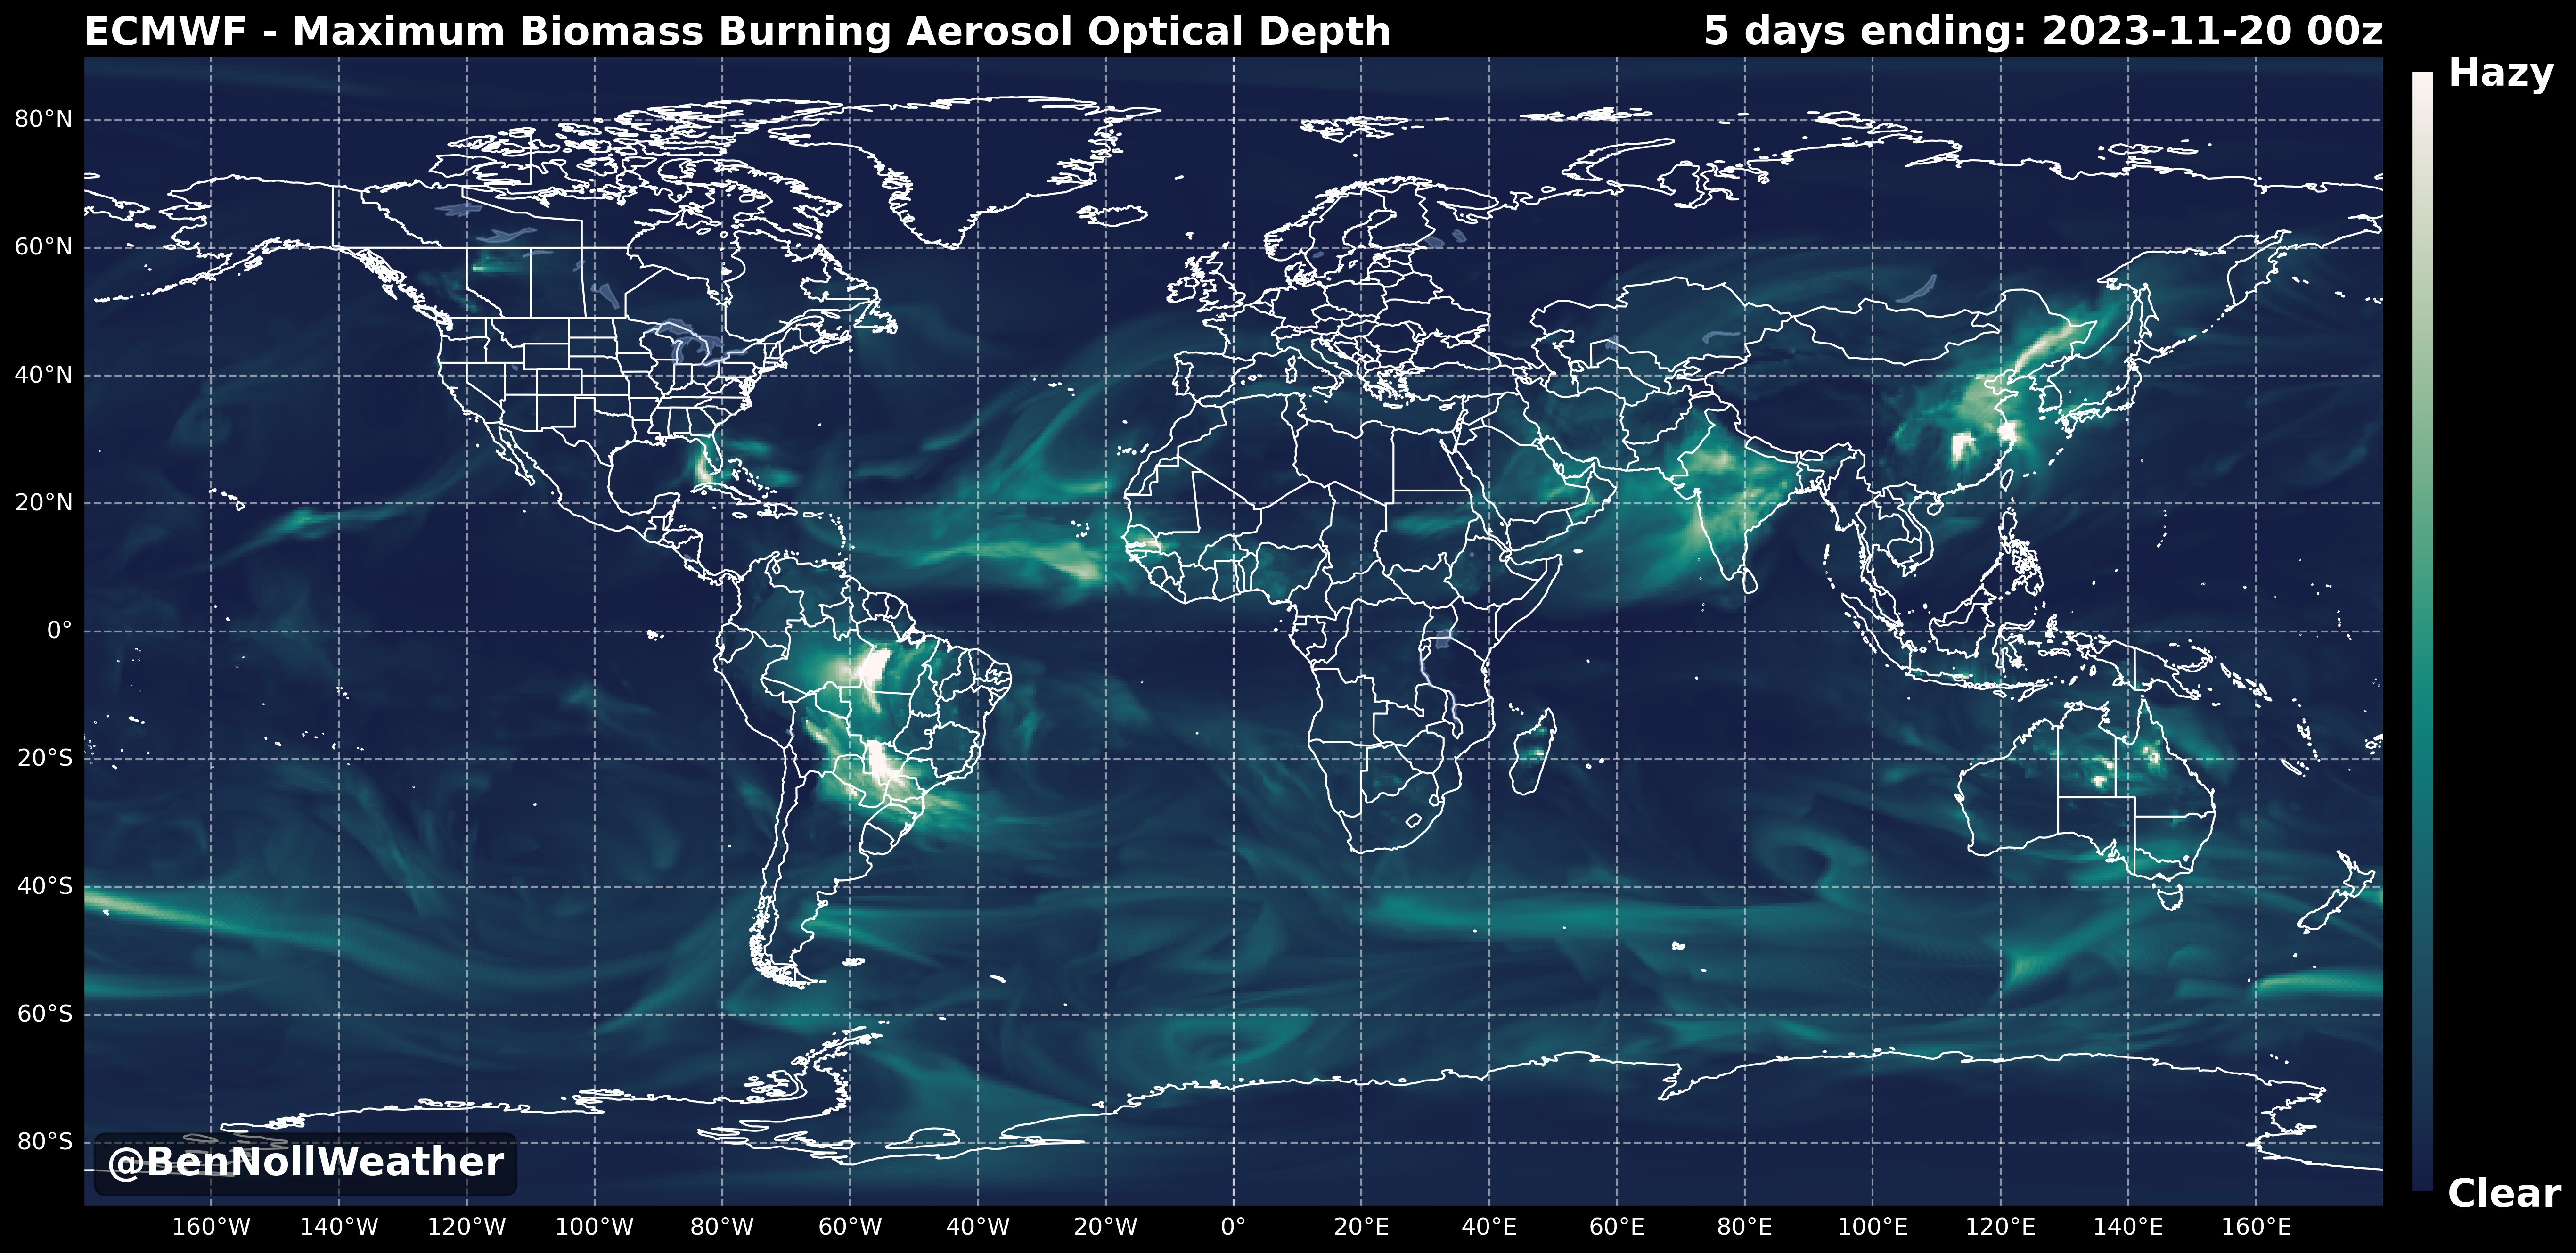 ECMWF - Maximum Biomass Burning Aerosol Optical Depth
5 days ending: 2023-11-20 00z
Hazy
80°N
60°N
40°N
20°N
0°
20°S
40°S
60°S
80°S
@BenNollWeather
Clear
160°W 140°W 120°W 100°W 80°W 60°W 40°W 20°W 0° 20°E 40°E 60°E 80°E 100°E 120°E 140°E 160°E